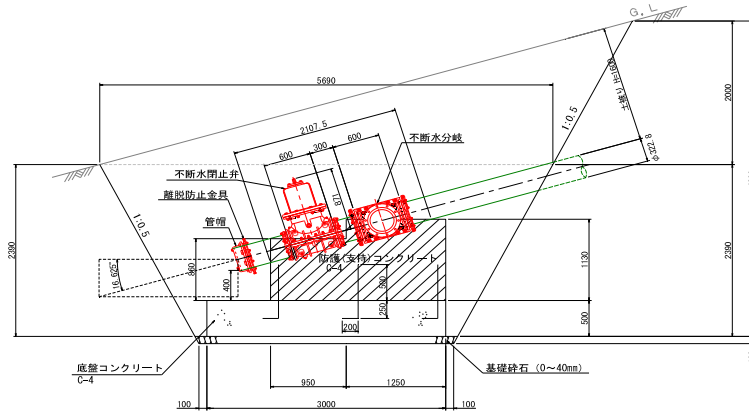 G.L
5690
2000
土被り H=1600
1:0.5
φ322.8
2107.5
600
300
600
不断水分岐
不断水閉止弁
871
離脱防止金具
管帽
1:0.5
2390
2390
16.625
860
400
防護(支持)コンクリート
C-4
500
250
200
1130
500
底盤コンクリート
C-4
基礎砕石 (0～40mm)
950
1250
100
3000
100